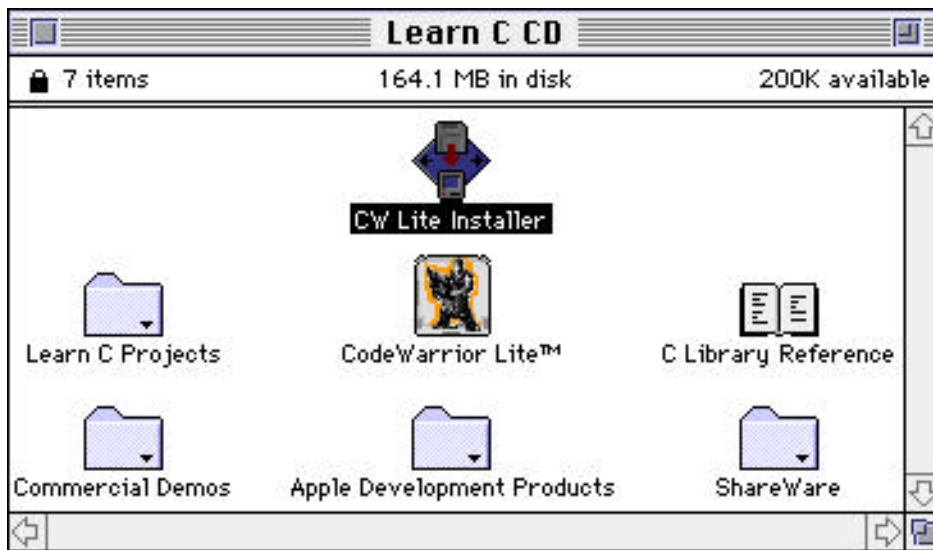 Learn C CD
7 items 164.1 MB in disk 200K available
CW Lite Installer
Learn C Projects CodeWarrior Lite™ C Library Reference
Commercial Demos Apple Development Products ShareWare